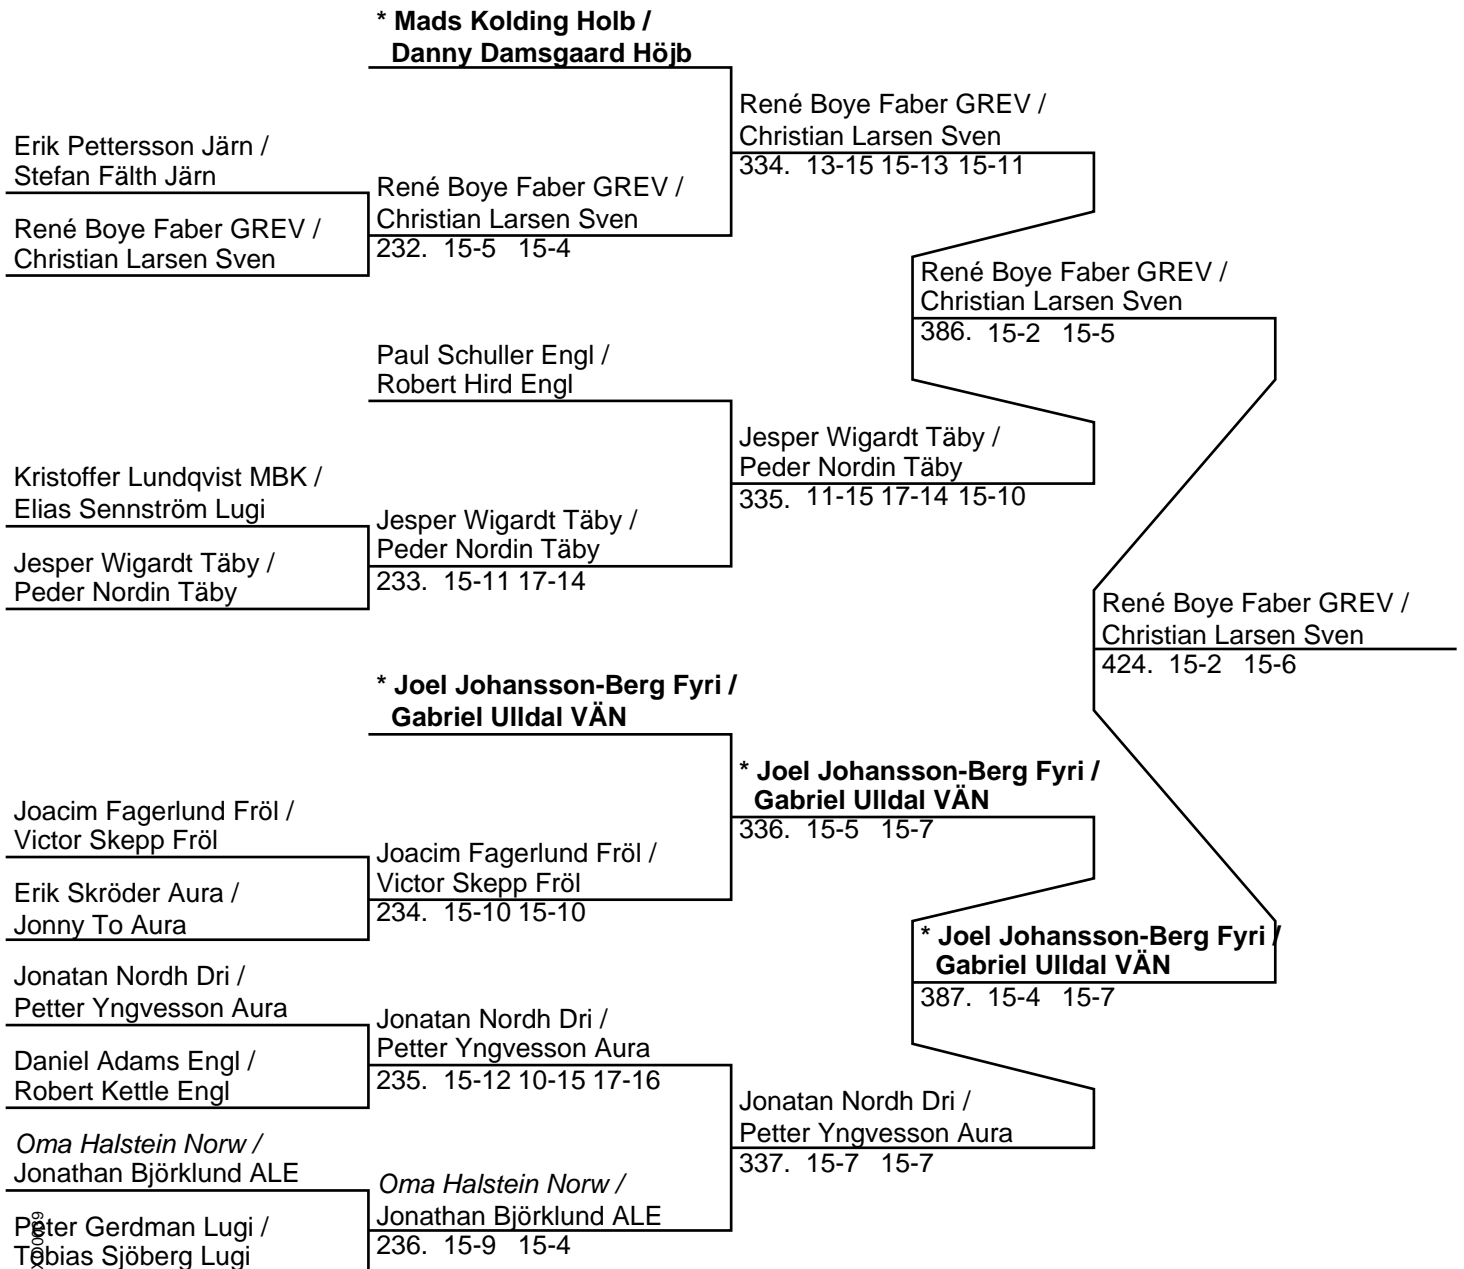 * Mads Kolding Holb /
Danny Damsgaard Höjb
René Boye Faber GREV /
Christian Larsen Sven
334. 13-15 15-13 15-11
Erik Pettersson Järn /
Stefan Fälth Järn
René Boye Faber GREV /
Christian Larsen Sven
232. 15-5 15-4
René Boye Faber GREV /
Christian Larsen Sven
René Boye Faber GREV /
Christian Larsen Sven
386. 15-2 15-5
Paul Schuller Engl /
Robert Hird Engl
Jesper Wigardt Täby /
Peder Nordin Täby
335. 11-15 17-14 15-10
Kristoffer Lundqvist MBK /
Elias Sennström Lugi
Jesper Wigardt Täby /
Peder Nordin Täby
233. 15-11 17-14
Jesper Wigardt Täby /
Peder Nordin Täby
René Boye Faber GREV /
Christian Larsen Sven
424. 15-2 15-6
* Joel Johansson-Berg Fyri /
Gabriel Ulldal VÄN
* Joel Johansson-Berg Fyri /
Gabriel Ulldal VÄN
336. 15-5 15-7
Joacim Fagerlund Fröl /
Victor Skepp Fröl
Joacim Fagerlund Fröl /
Victor Skepp Fröl
234. 15-10 15-10
Erik Skröder Aura /
Jonny To Aura
* Joel Johansson-Berg Fyri /
Gabriel Ulldal VÄN
387. 15-4 15-7
Jonatan Nordh Dri /
Petter Yngvesson Aura
Jonatan Nordh Dri /
Petter Yngvesson Aura
235. 15-12 10-15 17-16
Daniel Adams Engl /
Robert Kettle Engl
Jonatan Nordh Dri /
Petter Yngvesson Aura
337. 15-7 15-7
Oma Halstein Norw /
Jonathan Björklund ALE
Oma Halstein Norw /
Jonathan Björklund ALE
236. 15-9 15-4
Peter Gerdman Lugi /
Tobias Sjöberg Lugi